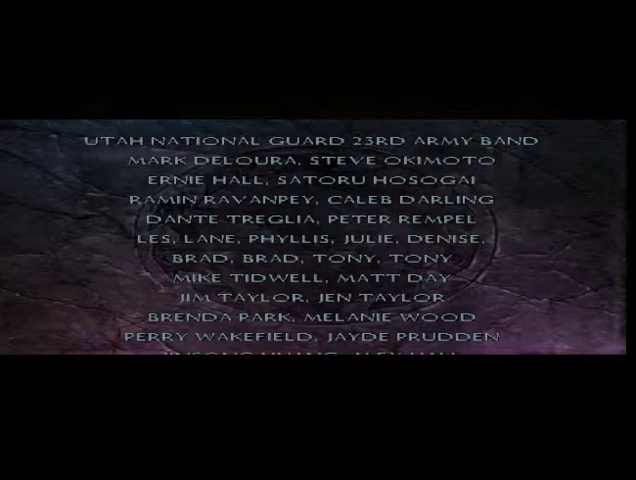 UTAH NATIONAL GUARD 23RD ARMY BAND
MARK DELOURA, STEVE OKIMOTO
ERNIE HALL, SATORU HOSOGAI
RAMIN RAVANPEY, CALEB DARLING
DANTE TREGLIA, PETER REMPEL
LES, LANE, PHYLLIS, JULIE, DENISE,
BRAD, BRAD, TONY, TONY
MIKE TIDWELL, MATT DAY
JIM TAYLOR, JEN TAYLOR
BRENDA PARK, MELANIE WOOD
PERRY WAKEFIELD, JAYDE PRUDDEN